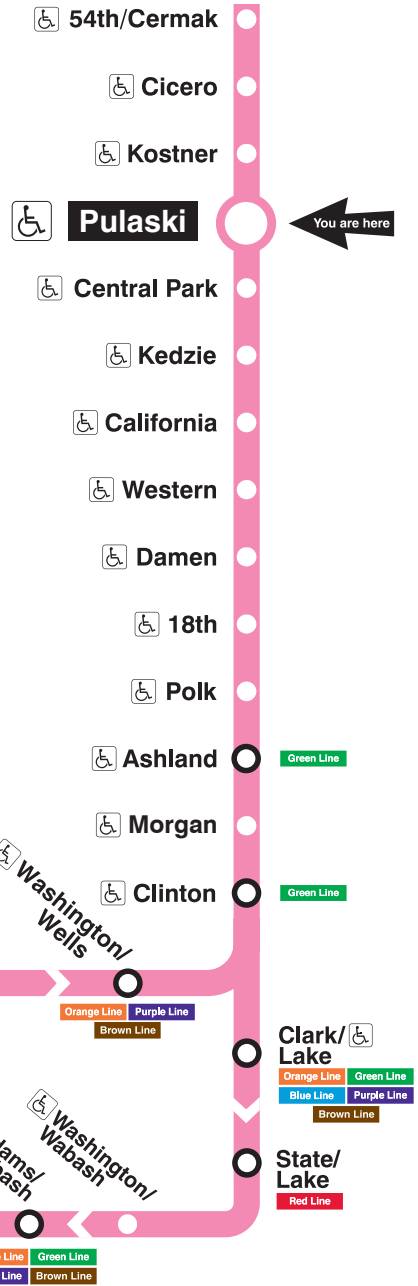 54th/Cermak
Cicero
Kostner
Pulaski
You are here
Central Park
Kedzie
California
Western
Damen
18th
Polk
Ashland
Green Line
Morgan
Clinton
Green Line
Washington/
Wells
Orange Line
Purple Line
Brown Line
Clark/
Lake
Orange Line
Green Line
Blue Line
Purple Line
Brown Line
State/
Lake
Red Line
Washington/
Wabash
Line
Green Line
Line
Brown Line